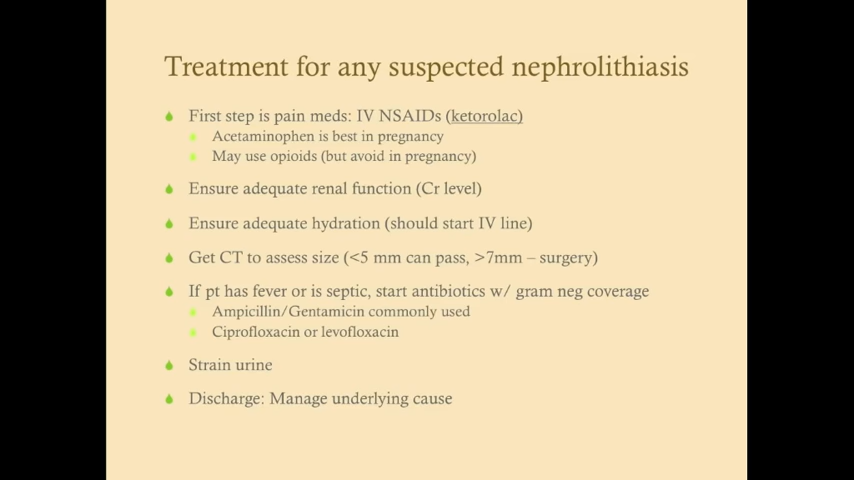 Treatment for any suspected nephrolithiasis
First step is pain meds: IV NSAIDs (ketorolac)
Acetaminophen is best in pregnancy
May use opioids (but avoid in pregnancy)
Ensure adequate renal function (Cr level)
Ensure adequate hydration (should start IV line)
Get CT to assess size (<5 mm can pass, >7mm – surgery)
If pt has fever or is septic, start antibiotics w/ gram neg coverage
Ampicillin/Gentamicin commonly used
Ciprofloxacin or levofloxacin
Strain urine
Discharge: Manage underlying cause